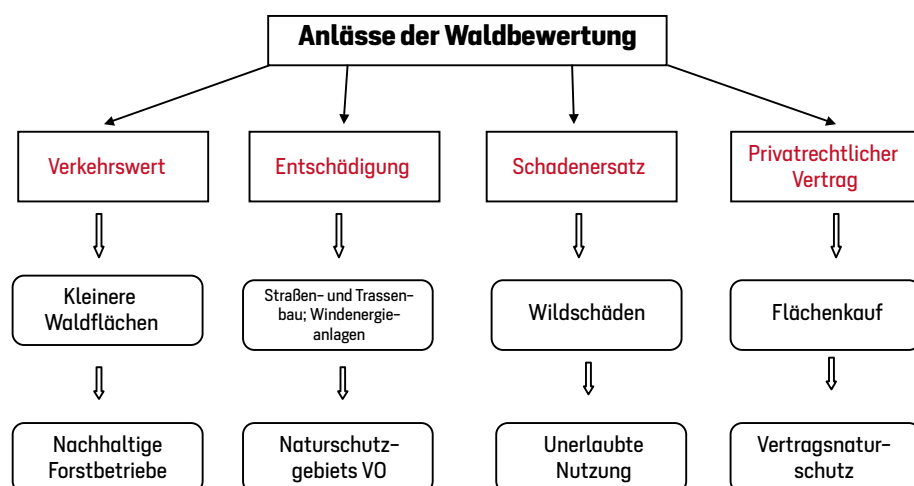 Anlässe der Waldbewertung
Verkehrswert
Entschädigung
Schadenersatz
Privatrechtlicher
Vertrag
Kleinere
Waldflächen
Straßen- und Trassen-
bau; Windenergie-
anlagen
Wildschäden
Flächenkauf
Nachhaltige
Forstbetriebe
Naturschutz-
gebiets VO
Unerlaubte
Nutzung
Vertragsnatur-
schutz